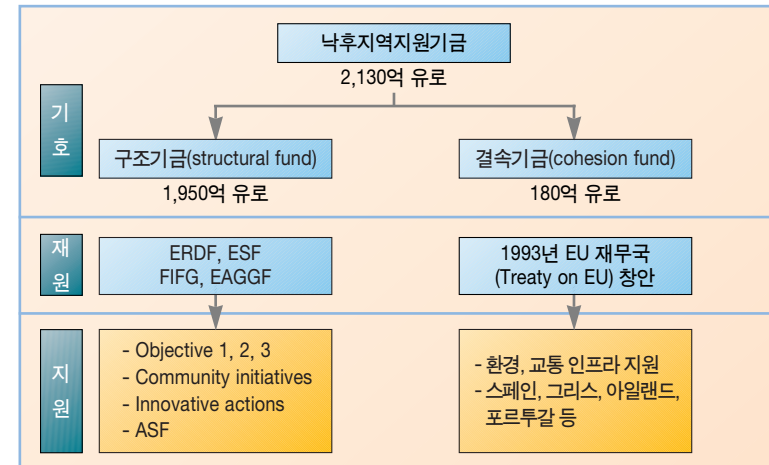 낙후지역지원기금
2,130억 유로
기
호
구조기금(structural fund)
결속기금(cohesion fund)
1,950억 유로
180억 유로
재
원
ERDF, ESF
FIFG, EAGGF
1993년 EU 재무국
(Treaty on EU) 창안
지
원
- Objective 1, 2, 3
- Community initiatives
- Innovative actions
- ASF
- 환경, 교통 인프라 지원
- 스페인, 그리스, 아일랜드,
포르투갈 등